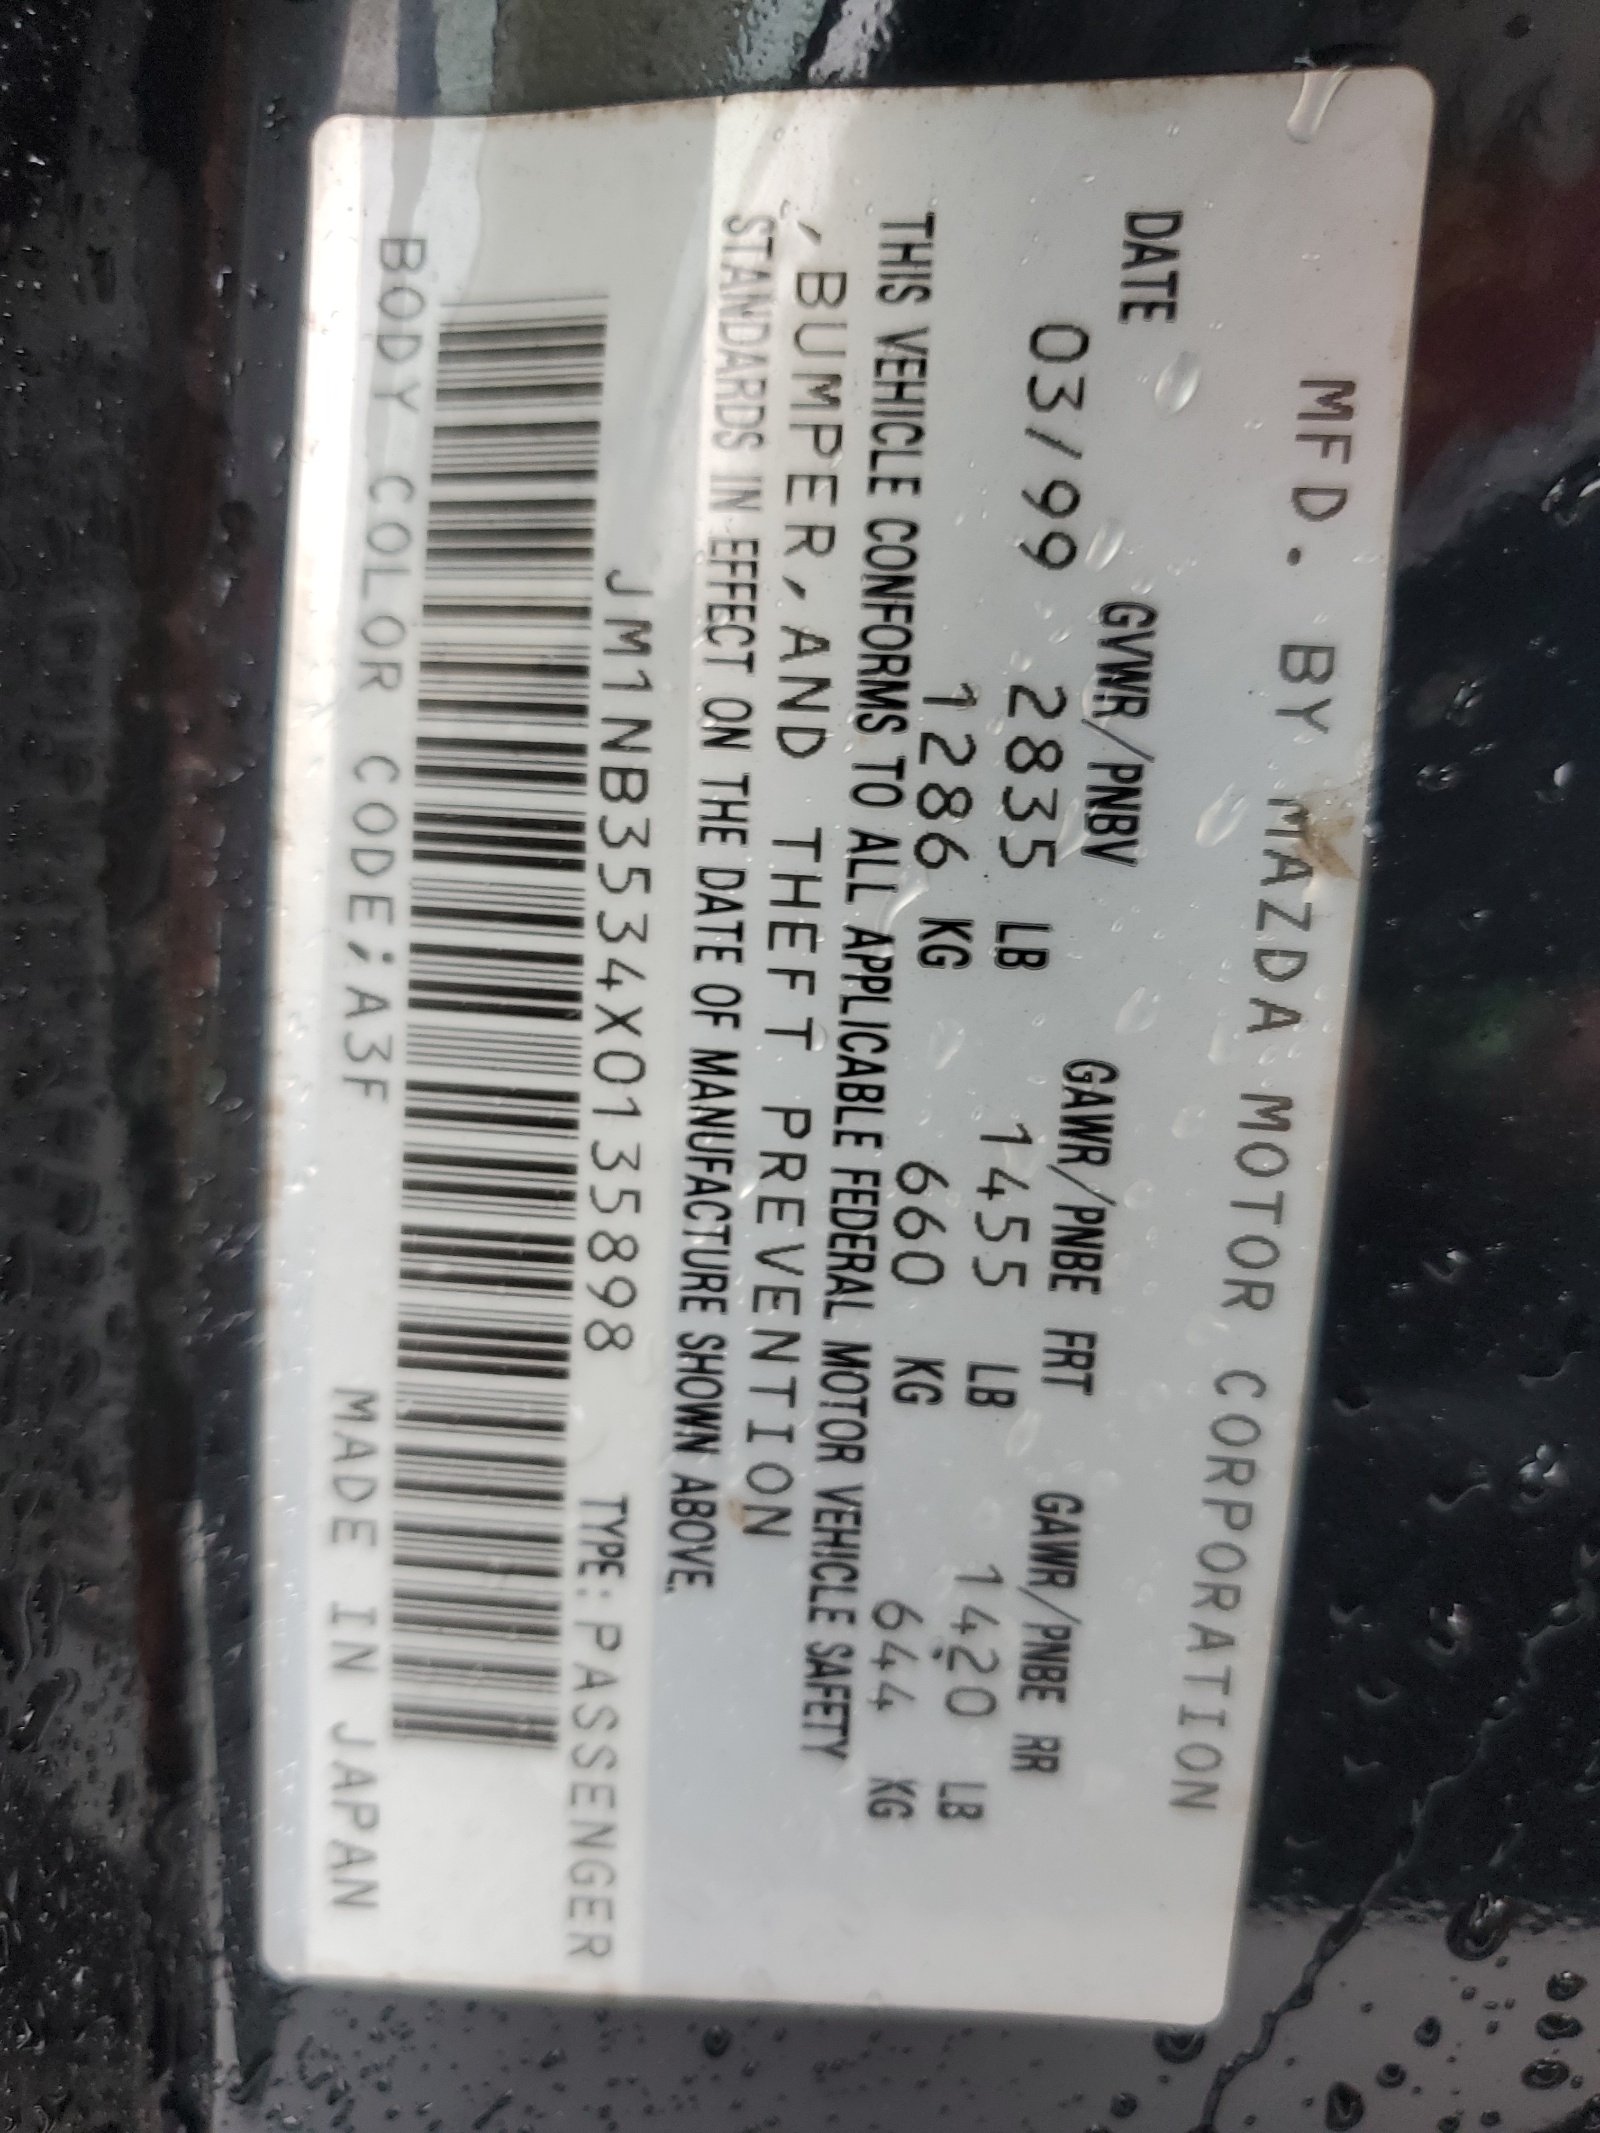 MFD. BY MAZDA MOTOR CORPORATION
DATE GVWR/PNBV GAWR/PNBE FRT GAWR/PNBE RR
03/99 2835 LB 1455 LB 1420 LB
1286 KG 660 KG 644 KG
THIS VEHICLE CONFORMS TO ALL APPLICABLE FEDERAL MOTOR VEHICLE SAFETY
,BUMPER,AND THEFT PREVENTION
STANDARDS IN EFFECT ON THE DATE OF MANUFACTURE SHOWN ABOVE.
JM1NB3534X0135898 TYPE:PASSENGER
BODY COLOR CODE;A3F MADE IN JAPAN